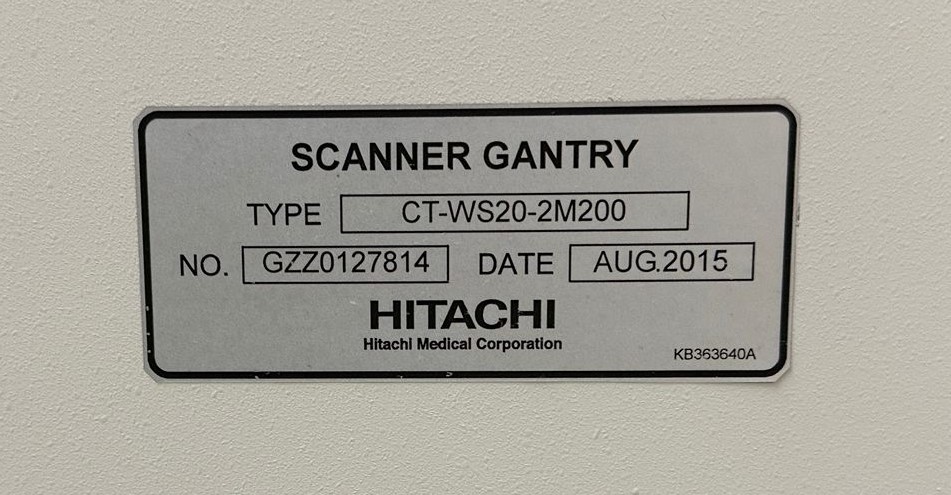 SCANNER GANTRY
TYPE CT-WS20-2M200
NO. GZZ0127814 DATE AUG.2015
HITACHI
Hitachi Medical Corporation
KB363640A